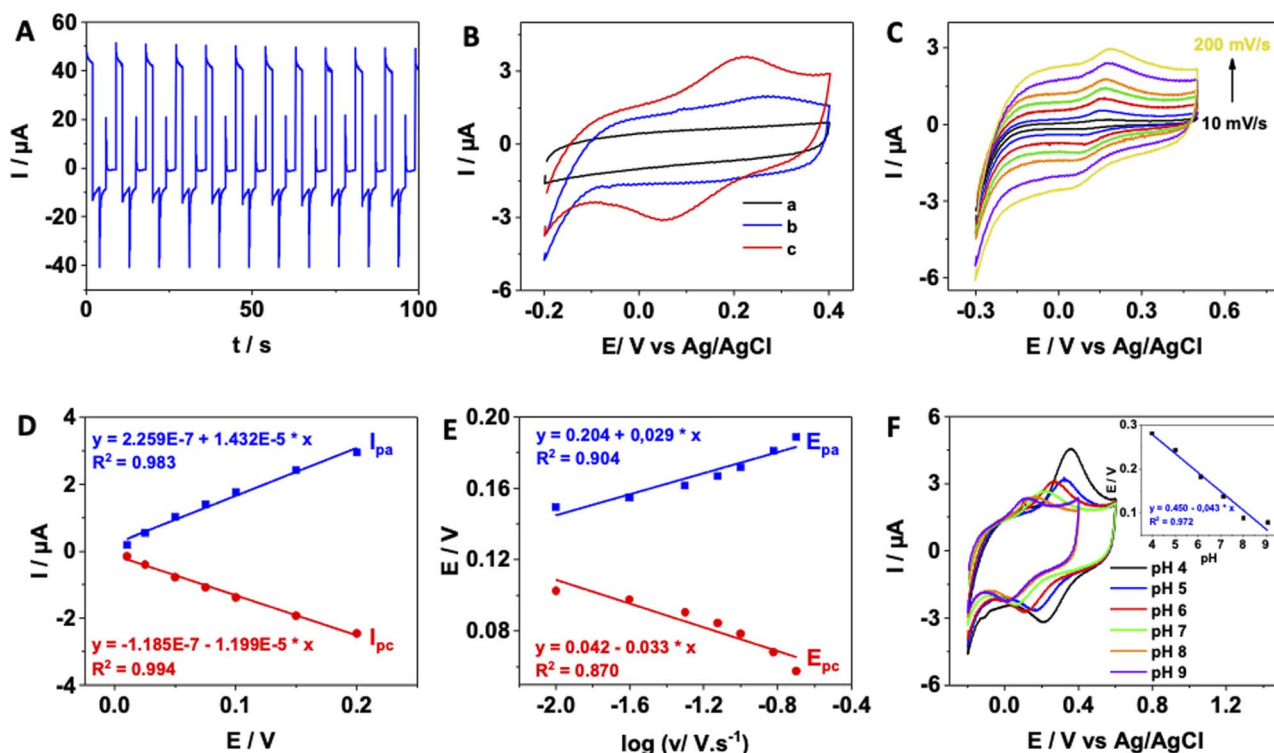 A
I / µA
60
40
20
0
-20
-40
0
50
100
t / s
B
I / µA
3
0
-3
-6
-0.2
0.0
0.2
0.4
a
b
c
E/ V vs Ag/AgCl
C
I / µA
3
0
-3
-6
-0.3
0.0
0.3
200 mV/s
10 mV/s
E / V vs Ag/AgCl
D
I / µA
4
2
0
-2
-4
0.0
0.1
0.2
y = 2.259E-7 + 1.432E-5 * x
R² = 0.983
Ipa
y = -1.185E-7 - 1.199E-5 * x
R² = 0.994
Ipc
E / V
E
E / V
0.20
0.16
0.12
0.08
-2.0
-1.6
-1.2
-0.8
-0.4
y = 0.204 + 0,029 * x
R² = 0.904
Epa
y = 0.042 - 0.033 * x
R² = 0.870
Epc
log (v/ V.s⁻¹)
F
I / µA
6
3
0
-3
-6
0.0
0.4
0.8
1.2
E / V
0.3
0.2
0.1
y = 0.450 - 0,043 * x
R² = 0.972
4
5
6
7
8
9
pH
pH 4
pH 5
pH 6
pH 7
pH 8
pH 9
E / V vs Ag/AgCl